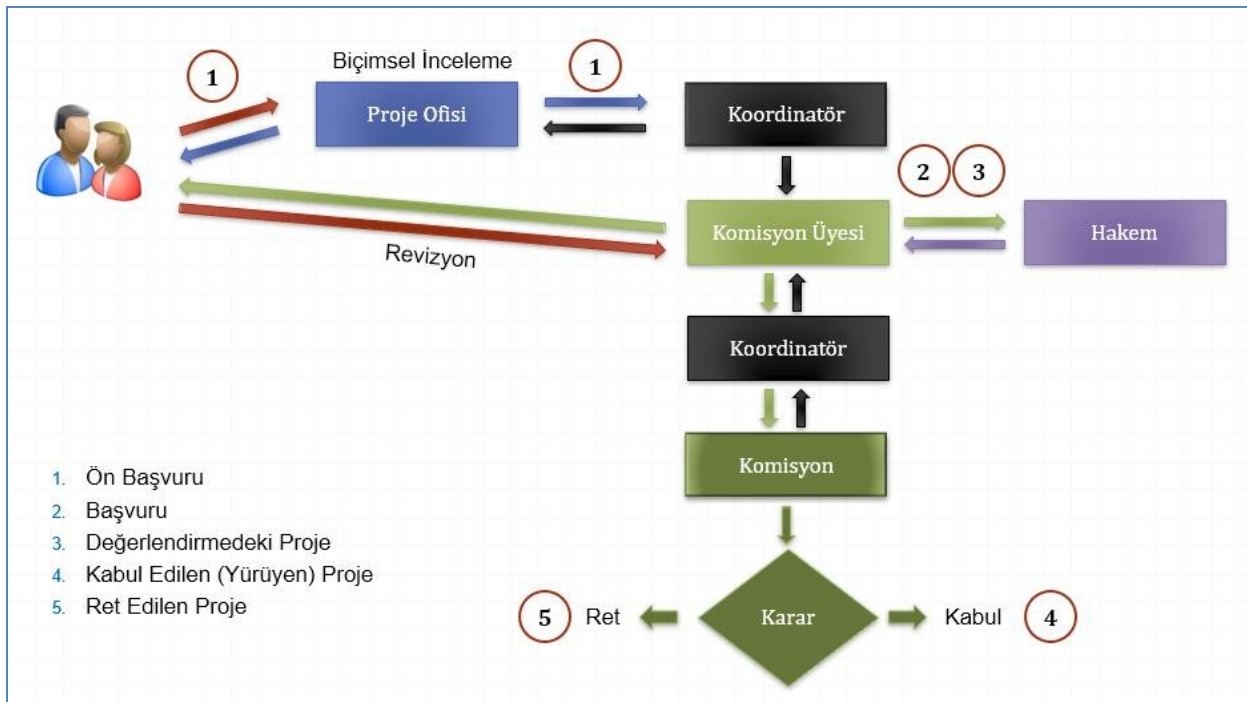 Biçimsel İnceleme
1
1
Proje Ofisi
Koordinatör
2 3
Komisyon Üyesi
Hakem
Revizyon
Koordinatör
Komisyon
1. Ön Başvuru
2. Başvuru
3. Değerlendirmedeki Proje
4. Kabul Edilen (Yürüyen) Proje
5. Ret Edilen Proje
5 Ret
Karar
Kabul 4